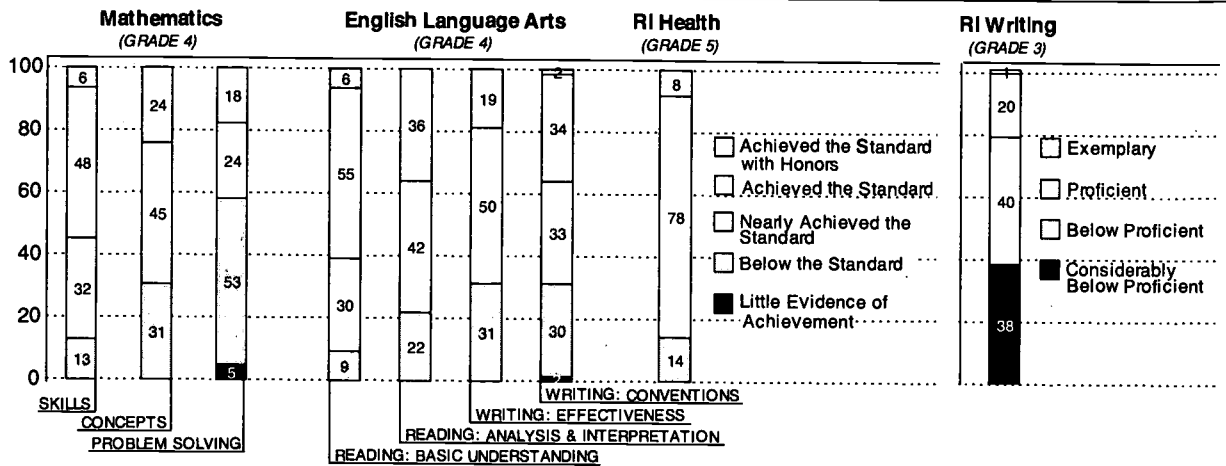 Mathematics
(GRADE 4)
English Language Arts
(GRADE 4)
RI Health
(GRADE 5)
RI Writing
(GRADE 3)
100
80
60
40
20
0
6
48
32
13
24
45
31
18
24
53
5
6
55
30
9
36
42
22
19
50
31
2
34
33
30
2
8
78
14
Achieved the Standard
with Honors
Achieved the Standard
Nearly Achieved the
Standard
Below the Standard
Little Evidence of
Achievement
1
20
40
38
Exemplary
Proficient
Below Proficient
Considerably
Below Proficient
SKILLS
CONCEPTS
PROBLEM SOLVING
WRITING: CONVENTIONS
WRITING: EFFECTIVENESS
READING: ANALYSIS & INTERPRETATION
READING: BASIC UNDERSTANDING